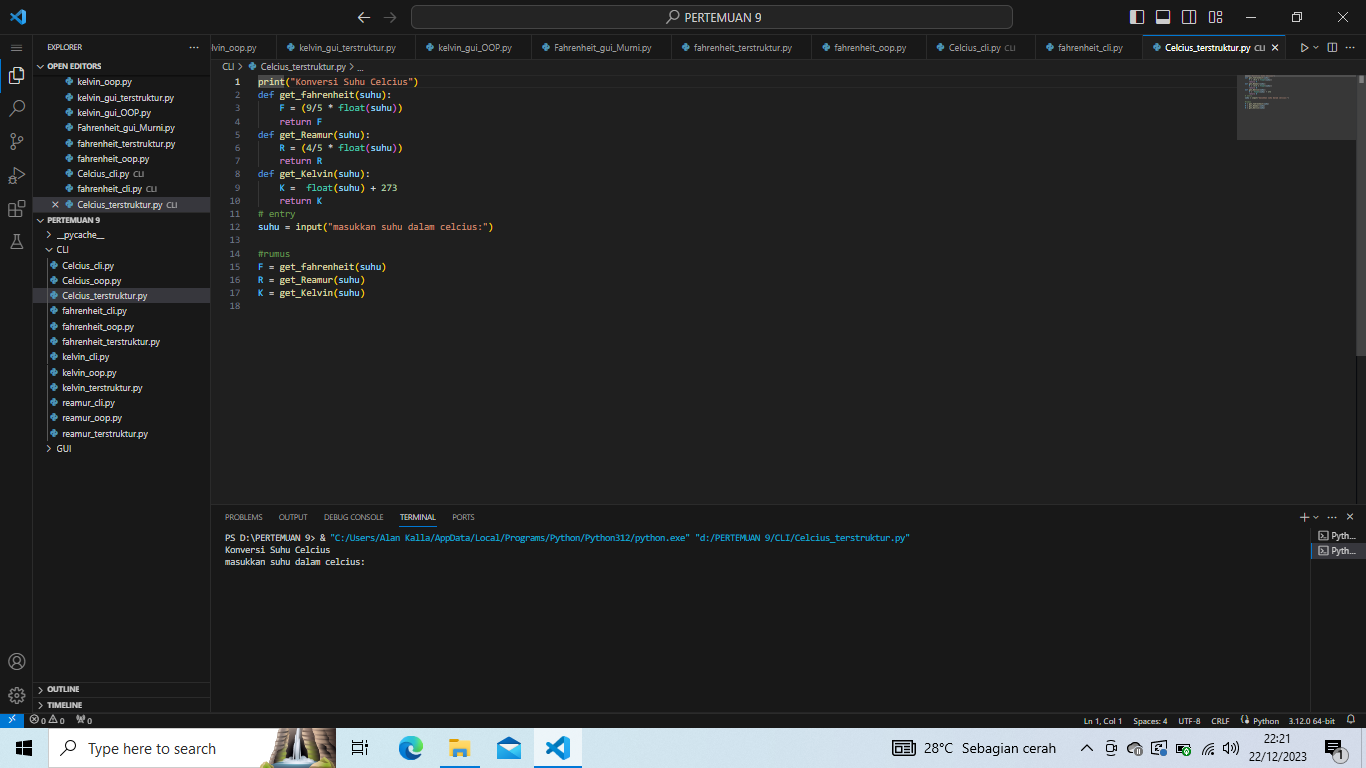 PERTEMUAN 9
EXPLORER
lvin_oop.py
kelvin_gui_terstruktur.py
kelvin_gui_OOP.py
Fahrenheit_gui_Murni.py
fahrenheit_terstruktur.py
fahrenheit_oop.py
Celcius_cli.py CLI
fahrenheit_cli.py
Celcius_terstruktur.py CLI
OPEN EDITORS
kelvin_oop.py
kelvin_gui_terstruktur.py
kelvin_gui_OOP.py
Fahrenheit_gui_Murni.py
fahrenheit_terstruktur.py
fahrenheit_oop.py
Celcius_cli.py CLI
fahrenheit_cli.py CLI
Celcius_terstruktur.py CLI
PERTEMUAN 9
__pycache__
CLI
Celcius_cli.py
Celcius_oop.py
Celcius_terstruktur.py
fahrenheit_cli.py
fahrenheit_oop.py
fahrenheit_terstruktur.py
kelvin_cli.py
kelvin_oop.py
kelvin_terstruktur.py
reamur_cli.py
reamur_oop.py
reamur_terstruktur.py
GUI
OUTLINE
TIMELINE
CLI > Celcius_terstruktur.py > ...
1 print("Konversi Suhu Celcius")
2 def get_fahrenheit(suhu):
3 F = (9/5 * float(suhu))
4 return F
5 def get_Reamur(suhu):
6 R = (4/5 * float(suhu))
7 return R
8 def get_Kelvin(suhu):
9 K =  float(suhu) + 273
10 return K
11 # entry
12 suhu = input("masukkan suhu dalam celcius:")
13
14 #rumus
15 F = get_fahrenheit(suhu)
16 R = get_Reamur(suhu)
17 K = get_Kelvin(suhu)
18
PROBLEMS OUTPUT DEBUG CONSOLE TERMINAL PORTS
PS D:\PERTEMUAN 9> & "C:/Users/Alan Kalla/AppData/Local/Programs/Python/Python312/python.exe" "d:/PERTEMUAN 9/CLI/Celcius_terstruktur.py"
Konversi Suhu Celcius
masukkan suhu dalam celcius:
Pyth...
Pyth...
0 0 0
Ln 1, Col 1 Spaces: 4 UTF-8 CRLF Python 3.12.0 64-bit
Type here to search
28°C Sebagian cerah
22:21
22/12/2023
1